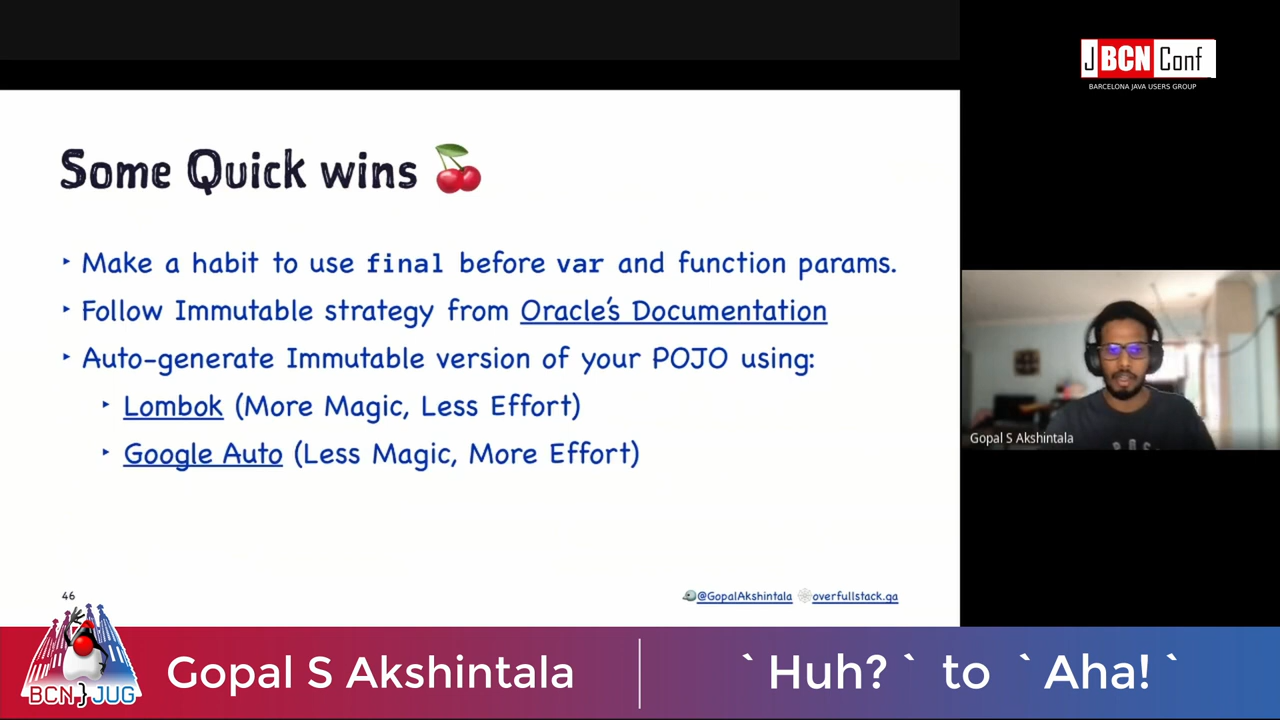 J BCN Conf
BARCELONA JAVA USERS GROUP
Some Quick wins
‣ Make a habit to use final before var and function params.
‣ Follow Immutable strategy from Oracle's Documentation
‣ Auto-generate Immutable version of your POJO using:
‣ Lombok (More Magic, Less Effort)
‣ Google Auto (Less Magic, More Effort)
Gopal S Akshintala
46
@GopalAkshintala overfullstack.ga
BCN JUG
Gopal S Akshintala
`Huh?` to `Aha!`